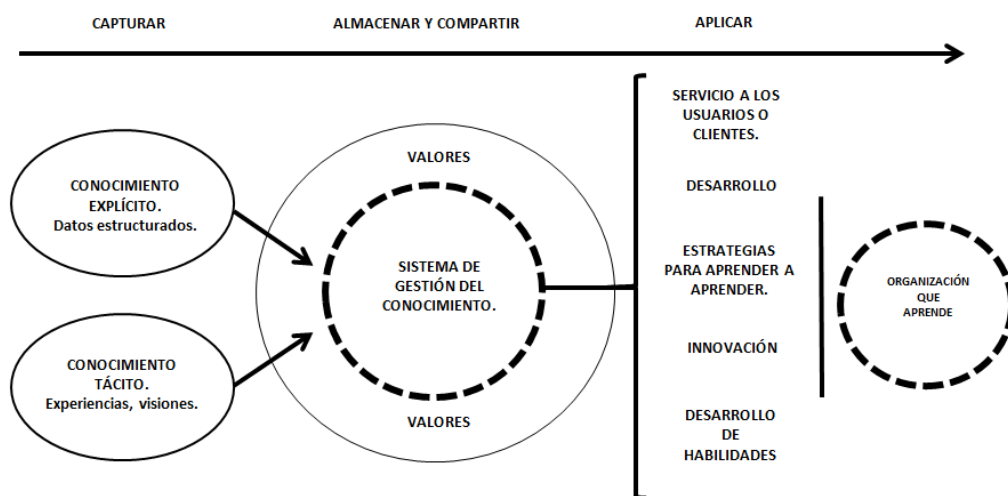 CAPTURAR
ALMACENAR Y COMPARTIR
APLICAR
CONOCIMIENTO
EXPLÍCITO.
Datos estructurados.
CONOCIMIENTO
TÁCITO.
Experiencias, visiones.
VALORES
SISTEMA DE
GESTIÓN DEL
CONOCIMIENTO.
VALORES
SERVICIO A LOS
USUARIOS O
CLIENTES.
DESARROLLO
ESTRATEGIAS
PARA APRENDER A
APRENDER.
INNOVACIÓN
DESARROLLO
DE
HABILIDADES
ORGANIZACIÓN
QUE
APRENDE